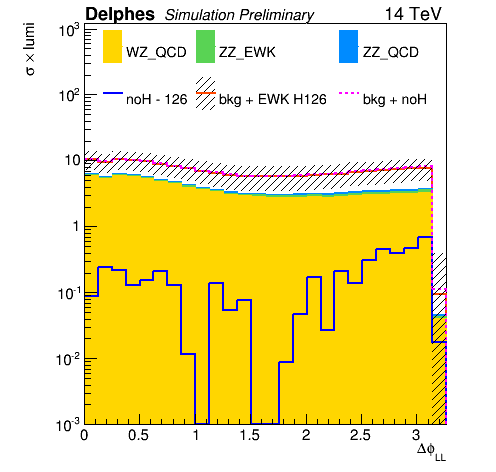 Delphes Simulation Preliminary 14 TeV
σ × lumi
WZ_QCD ZZ_EWK ZZ_QCD
noH - 126 bkg + EWK H126 bkg + noH
10³
10²
10
1
10⁻¹
10⁻²
10⁻³
0 0.5 1 1.5 2 2.5 3
Δϕ_LL